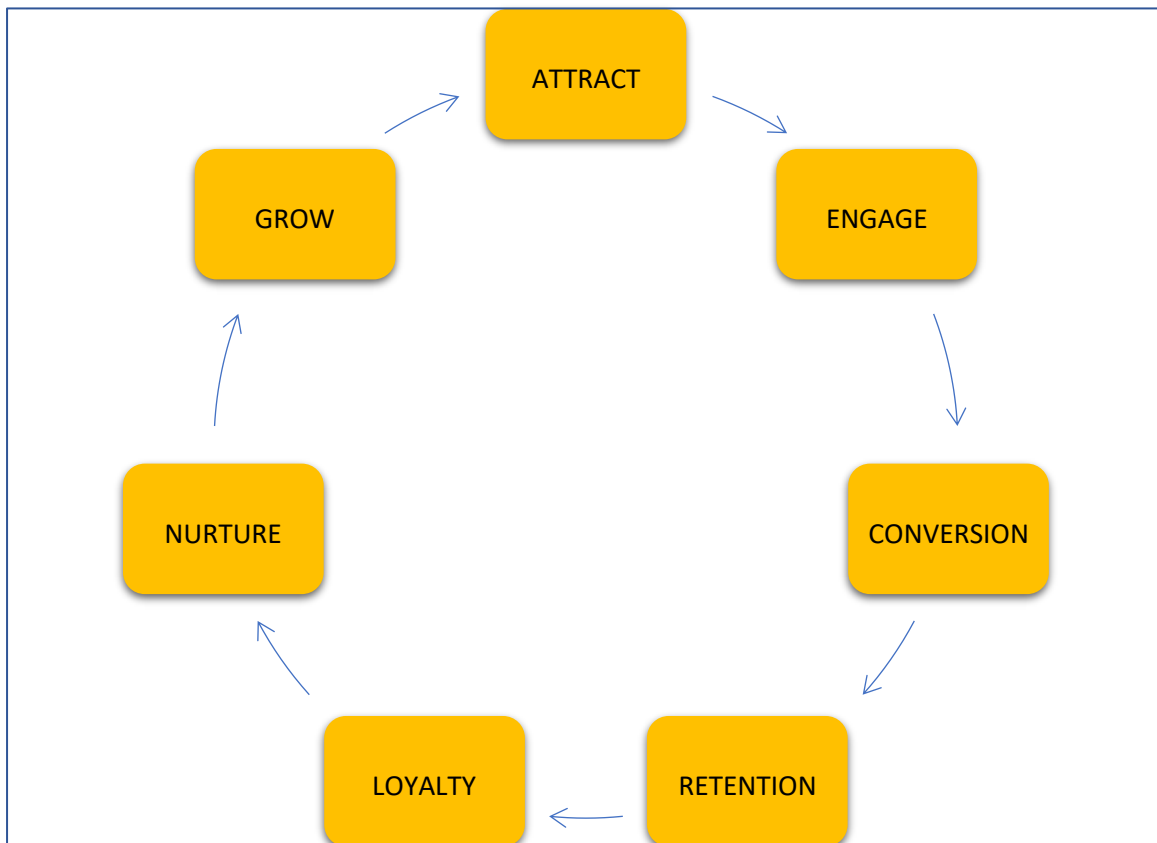 ATTRACT
ENGAGE
CONVERSION
RETENTION
LOYALTY
NURTURE
GROW